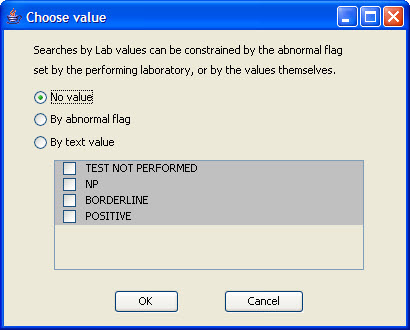 Choose value
Searches by Lab values can be constrained by the abnormal flag
set by the performing laboratory, or by the values themselves.
No value
By abnormal flag
By text value
TEST NOT PERFORMED
NP
BORDERLINE
POSITIVE
OK
Cancel